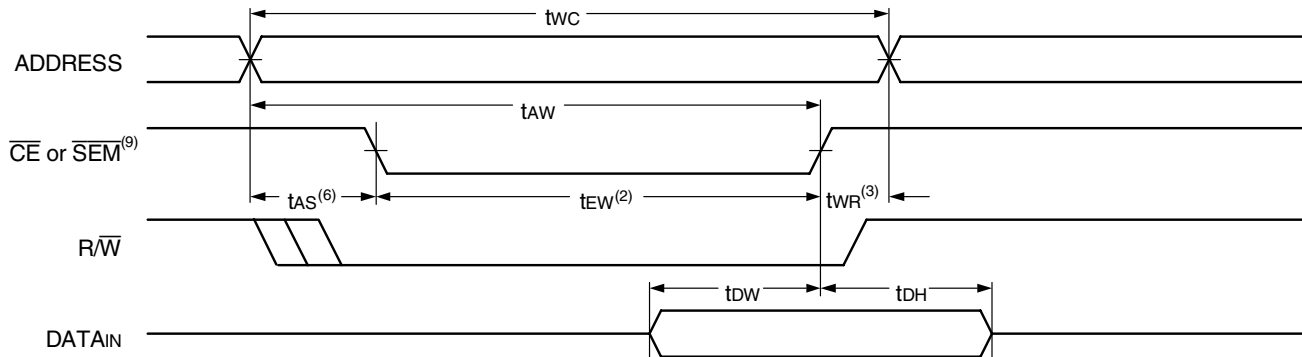 tWC
ADDRESS
tAW
CE or SEM(9)
tAS(6) tEW(2) tWR(3)
R/W
tDW tDH
DATAIN